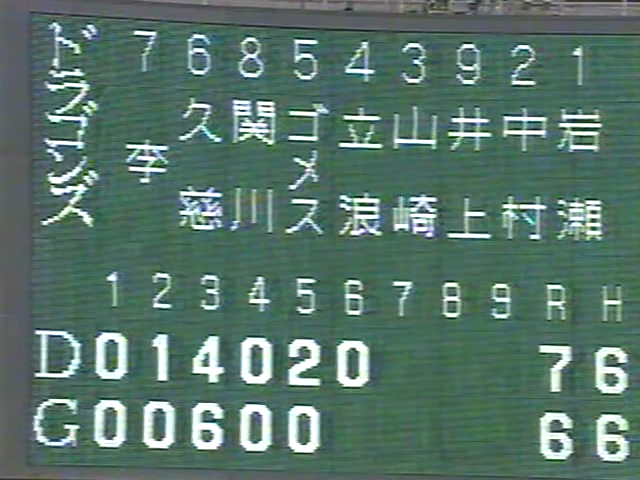 ドラゴンズ
7 6 8 5 4 3 9 2 1
李 久慈 関川 ゴメス 立浪 山崎 井上 中村 岩瀬
1 2 3 4 5 6 7 8 9 R H
D 0 1 4 0 2 0 7 6
G 0 0 6 0 0 6 6